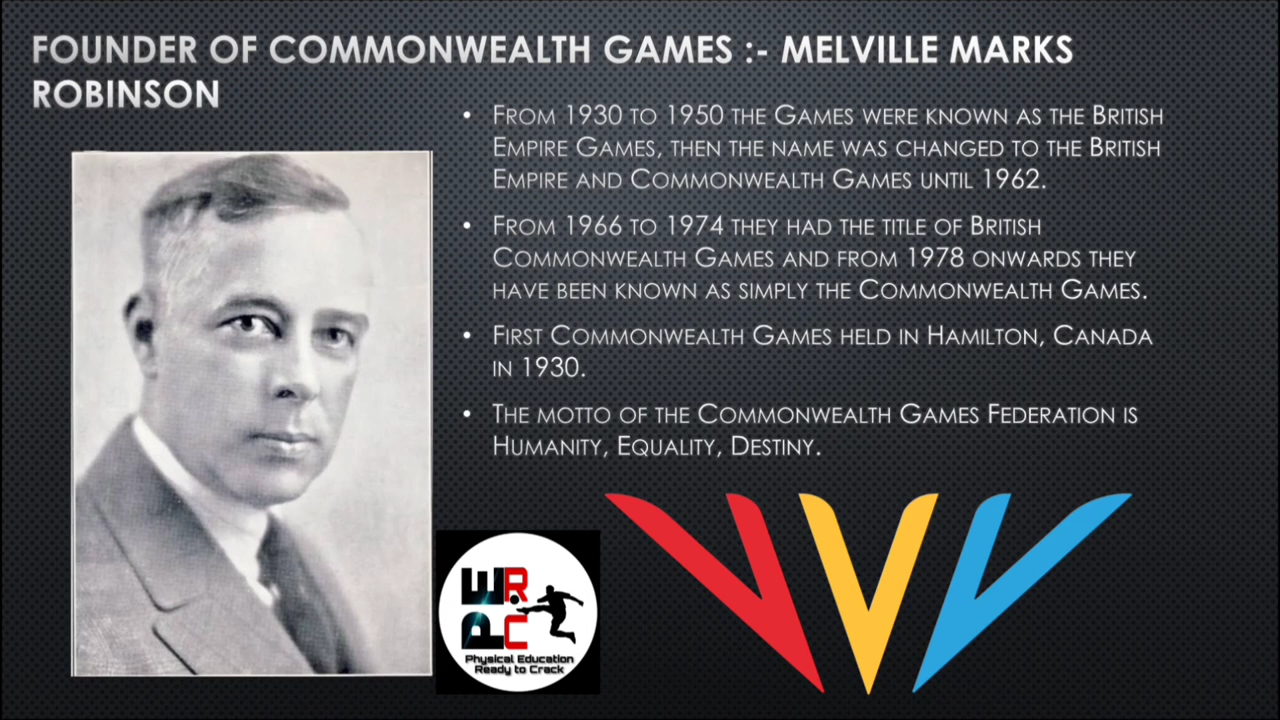 FOUNDER OF COMMONWEALTH GAMES :- MELVILLE MARKS
ROBINSON
• FROM 1930 TO 1950 THE GAMES WERE KNOWN AS THE BRITISH
EMPIRE GAMES, THEN THE NAME WAS CHANGED TO THE BRITISH
EMPIRE AND COMMONWEALTH GAMES UNTIL 1962.
• FROM 1966 TO 1974 THEY HAD THE TITLE OF BRITISH
COMMONWEALTH GAMES AND FROM 1978 ONWARDS THEY
HAVE BEEN KNOWN AS SIMPLY THE COMMONWEALTH GAMES.
• FIRST COMMONWEALTH GAMES HELD IN HAMILTON, CANADA
IN 1930.
• THE MOTTO OF THE COMMONWEALTH GAMES FEDERATION IS
HUMANITY, EQUALITY, DESTINY.
PE
R.C
Physical Education
Ready to Crack